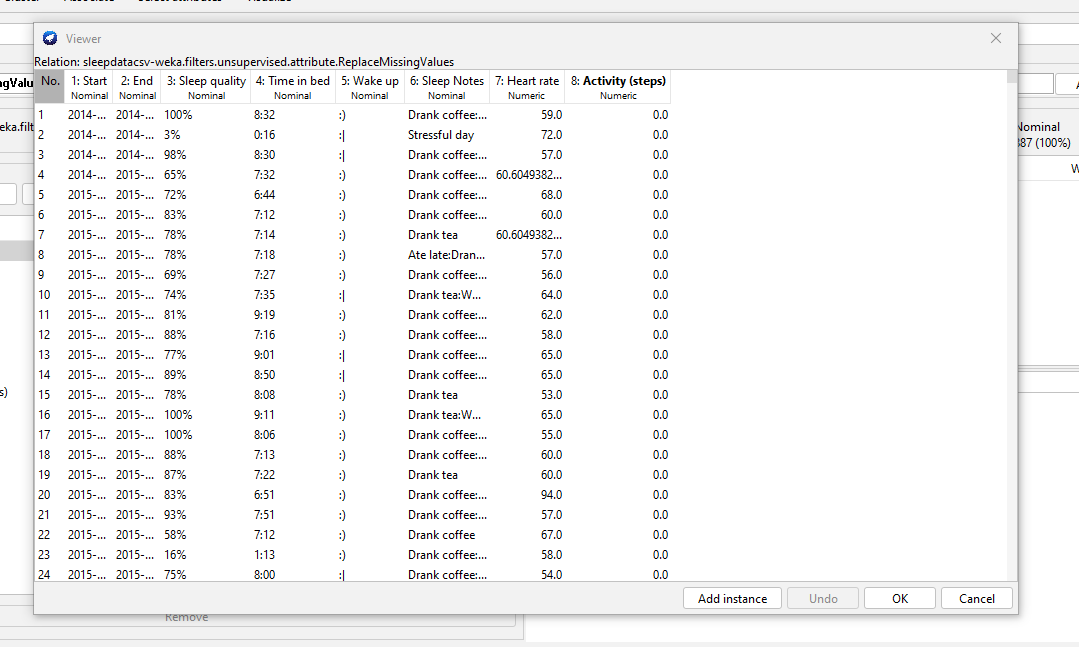 Viewer
Relation: sleepdatacsv-weka.filters.unsupervised.attribute.ReplaceMissingValues
No. 1: Start 2: End 3: Sleep quality 4: Time in bed 5: Wake up 6: Sleep Notes 7: Heart rate 8: Activity (steps)
Nominal Nominal Nominal Nominal Nominal Nominal Numeric Numeric
1 2014-... 2014-... 100% 8:32 :) Drank coffee:... 59.0 0.0
2 2014-... 2014-... 3% 0:16 :| Stressful day 72.0 0.0
3 2014-... 2014-... 98% 8:30 :| Drank coffee:... 57.0 0.0
4 2014-... 2015-... 65% 7:32 :) Drank coffee:... 60.6049382... 0.0
5 2015-... 2015-... 72% 6:44 :) Drank coffee:... 68.0 0.0
6 2015-... 2015-... 83% 7:12 :) Drank coffee:... 60.0 0.0
7 2015-... 2015-... 78% 7:14 :) Drank tea 60.6049382... 0.0
8 2015-... 2015-... 78% 7:18 :) Ate late:Dran... 57.0 0.0
9 2015-... 2015-... 69% 7:27 :) Drank coffee:... 56.0 0.0
10 2015-... 2015-... 74% 7:35 :) Drank tea:W... 64.0 0.0
11 2015-... 2015-... 81% 9:19 :) Drank coffee:... 62.0 0.0
12 2015-... 2015-... 88% 7:16 :) Drank coffee:... 58.0 0.0
13 2015-... 2015-... 77% 9:01 :| Drank coffee:... 65.0 0.0
14 2015-... 2015-... 89% 8:50 :| Drank coffee:... 65.0 0.0
15 2015-... 2015-... 78% 8:08 :) Drank tea 53.0 0.0
16 2015-... 2015-... 100% 9:11 :) Drank tea:W... 65.0 0.0
17 2015-... 2015-... 100% 8:06 :) Drank coffee:... 55.0 0.0
18 2015-... 2015-... 88% 7:13 :) Drank coffee:... 60.0 0.0
19 2015-... 2015-... 87% 7:22 :) Drank tea 60.0 0.0
20 2015-... 2015-... 83% 6:51 :) Drank coffee:... 94.0 0.0
21 2015-... 2015-... 93% 7:51 :) Drank coffee:... 57.0 0.0
22 2015-... 2015-... 58% 7:12 :) Drank coffee 67.0 0.0
23 2015-... 2015-... 16% 1:13 :) Drank coffee:... 58.0 0.0
24 2015-... 2015-... 75% 8:00 :| Drank coffee:... 54.0 0.0
Add instance Undo OK Cancel
Nominal
87 (100%)
Remove